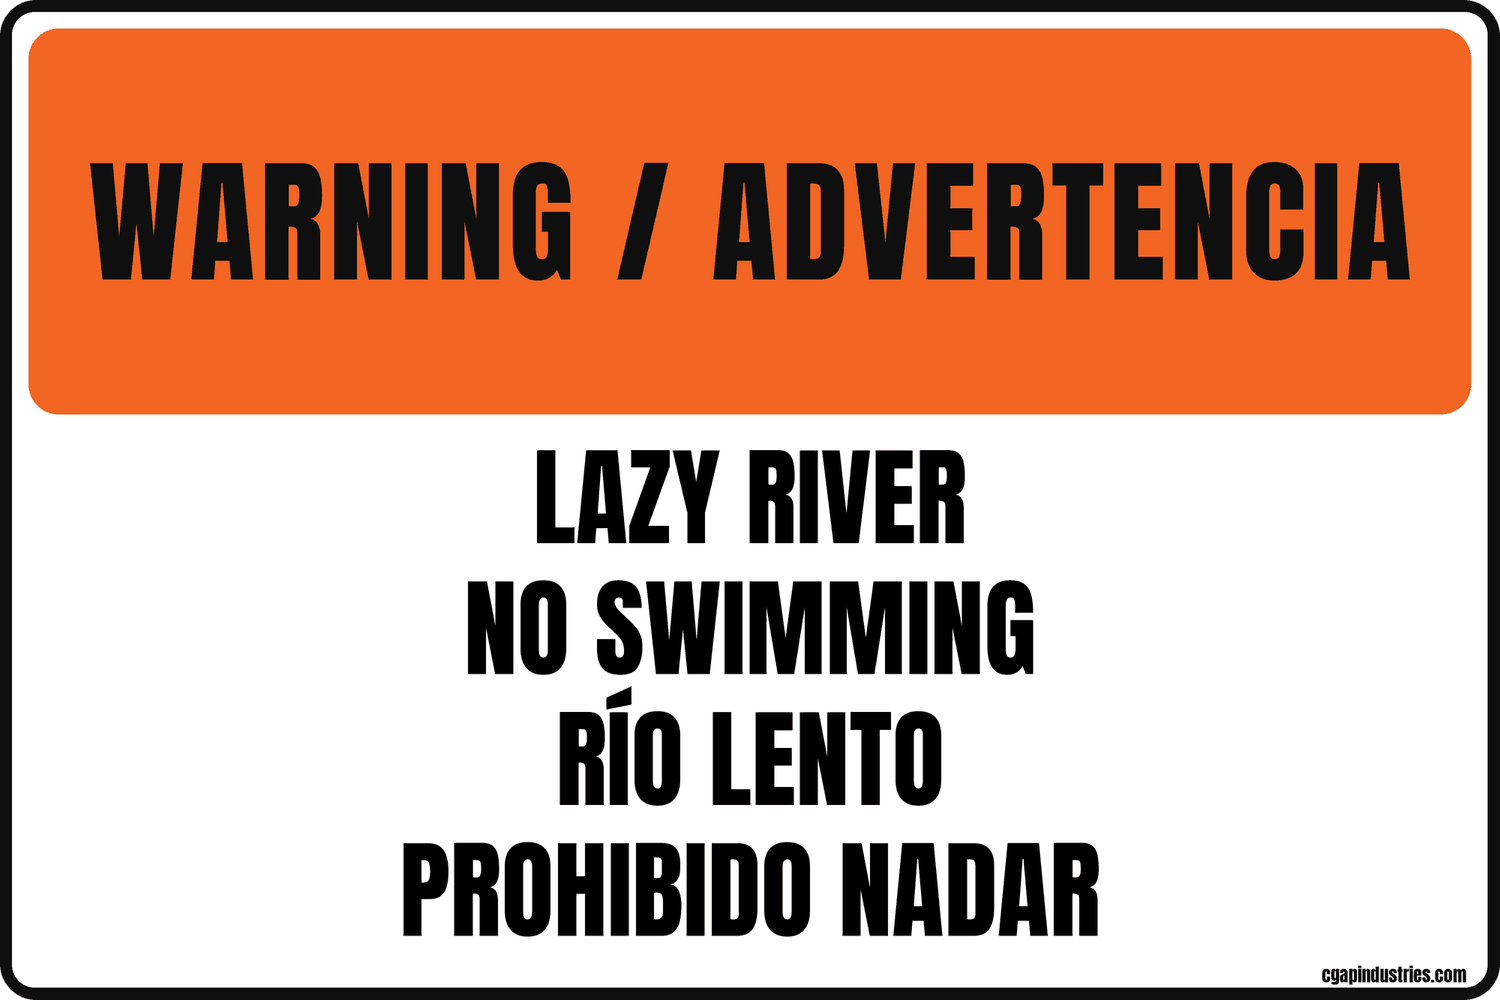 WARNING / ADVERTENCIA
LAZY RIVER
NO SWIMMING
RÍO LENTO
PROHIBIDO NADAR
cgapindustries.com